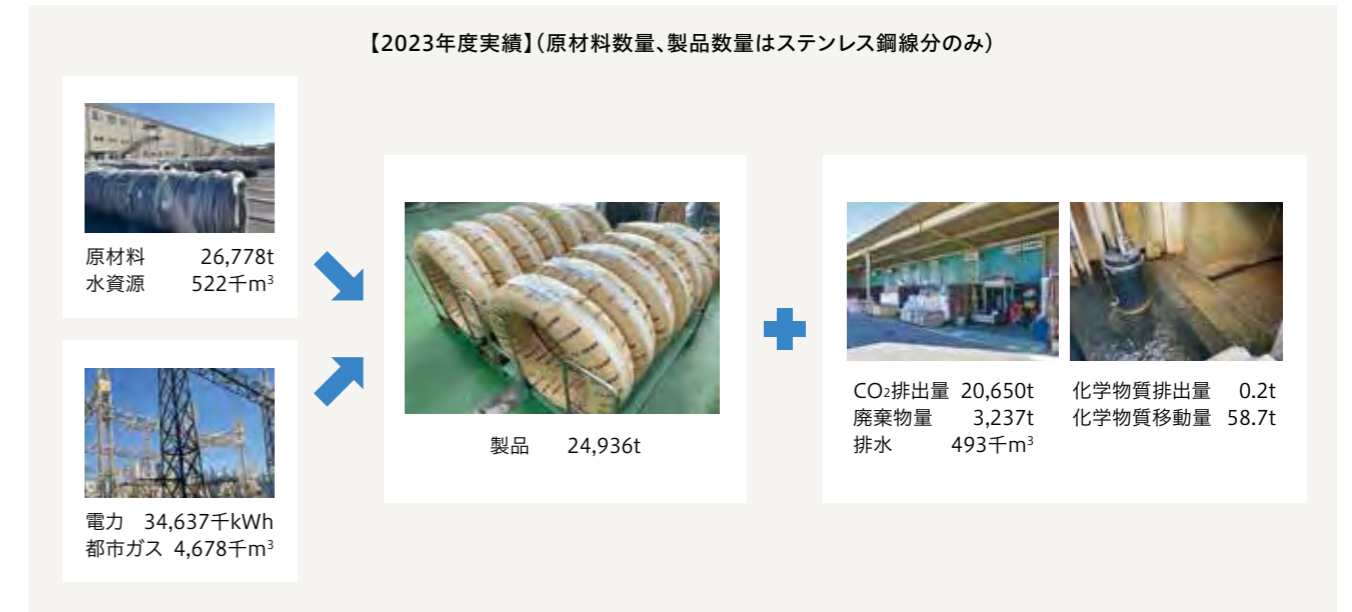 【2023年度実績】(原材料数量、製品数量はステンレス鋼線分のみ)
原材料 26,778t
水資源 522千m³
電力 34,637千kWh
都市ガス 4,678千m³
製品 24,936t
CO₂排出量 20,650t
廃棄物量 3,237t
排水 493千m³
化学物質排出量 0.2t
化学物質移動量 58.7t